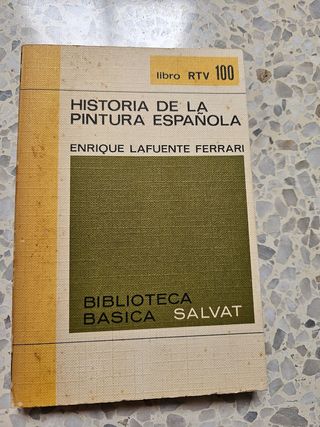 libro RTV 100
HISTORIA DE LA
PINTURA ESPAÑOLA
ENRIQUE LAFUENTE FERRARI
BIBLIOTECA
BASICA SALVAT